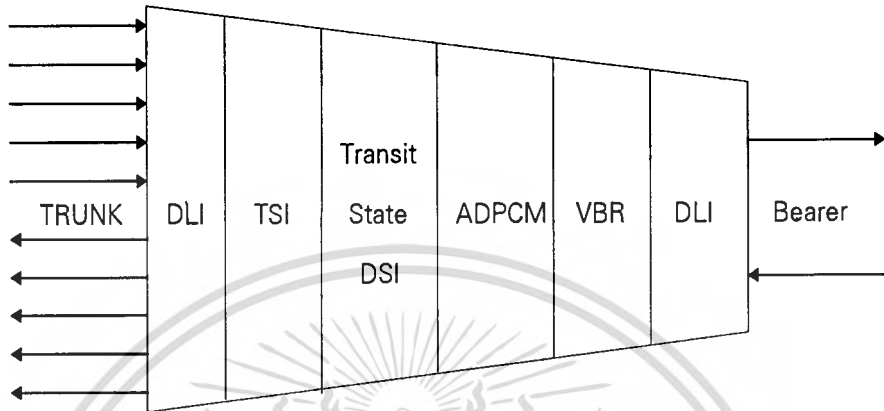 TRUNK
DLI
TSI
Transit
State
DSI
ADPCM
VBR
DLI
Bearer